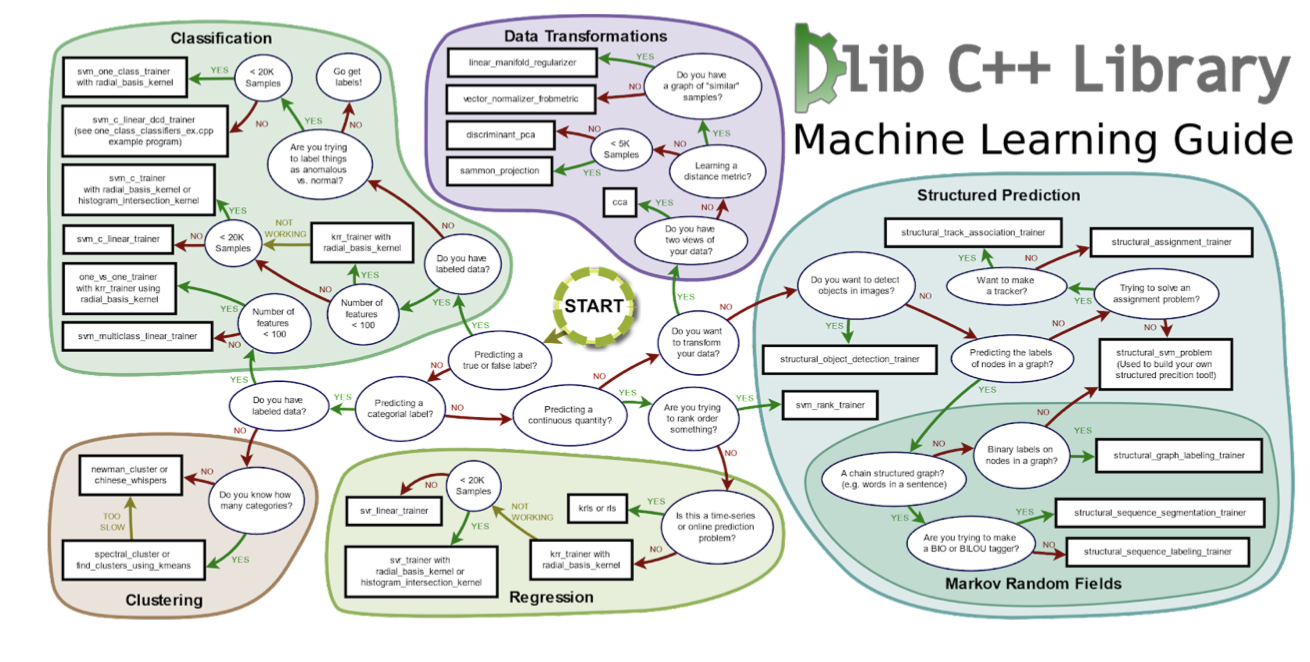 Dlib C++ Library
Machine Learning Guide
Classification
svm_one_class_trainer
with radial_basis_kernel
YES
< 20K
Samples
Go get
labels!
NO
svm_c_linear_dcd_trainer
(see one_class_classifiers_ex.cpp
example program)
YES
NO
Are you trying
to label things
as anomalous
vs. normal?
svm_c_trainer
with radial_basis_kernel or
histogram_intersection_kernel
YES
NO
svm_c_linear_trainer
NO
< 20K
Samples
NOT
WORKING
krr_trainer with
radial_basis_kernel
Do you have
labeled data?
YES
YES
NO
one_vs_one_trainer
with krr_trainer using
radial_basis_kernel
YES
Number of
features
< 100
Number of
features
< 100
svm_multiclass_linear_trainer
NO
YES
YES
Data Transformations
linear_manifold_regularizer
YES
Do you have
a graph of "similar"
samples?
vector_normalizer_frobmetric
NO
YES
discriminant_pca
NO
< 5K
Samples
NO
Learning a
distance metric?
sammon_projection
YES
cca
YES
NO
Do you have
two views of
your data?
YES
START
Predicting a
true or false label?
NO
Do you want
to transform
your data?
NO
NO
Do you have
labeled data?
YES
Predicting a
categorial label?
NO
Predicting a
continuous quantity?
YES
Are you trying
to rank order
something?
YES
svm_rank_trainer
NO
NO
Structured Prediction
structural_track_association_trainer
structural_assignment_trainer
YES
NO
Do you want to detect
objects in images?
Want to make
a tracker?
YES
Trying to solve an
assignment problem?
NO
YES
NO
NO
structural_object_detection_trainer
Predicting the labels
of nodes in a graph?
structural_svm_problem
(Used to build your own
structured precition tool!)
YES
NO
A chain structured graph?
(e.g. words in a sentence)
NO
Binary labels on
nodes in a graph?
YES
structural_graph_labeling_trainer
YES
Are you trying to make
a BIO or BILOU tagger?
YES
structural_sequence_segmentation_trainer
NO
structural_sequence_labeling_trainer
Markov Random Fields
newman_cluster or
chinese_whispers
NO
Do you know how
many categories?
TOO
SLOW
spectral_cluster or
find_clusters_using_kmeans
YES
Clustering
< 20K
Samples
NO
svr_linear_trainer
YES
NOT
WORKING
krls or rls
YES
Is this a time-series
or online prediction
problem?
svr_trainer with
radial_basis_kernel or
histogram_intersection_kernel
krr_trainer with
radial_basis_kernel
NO
Regression